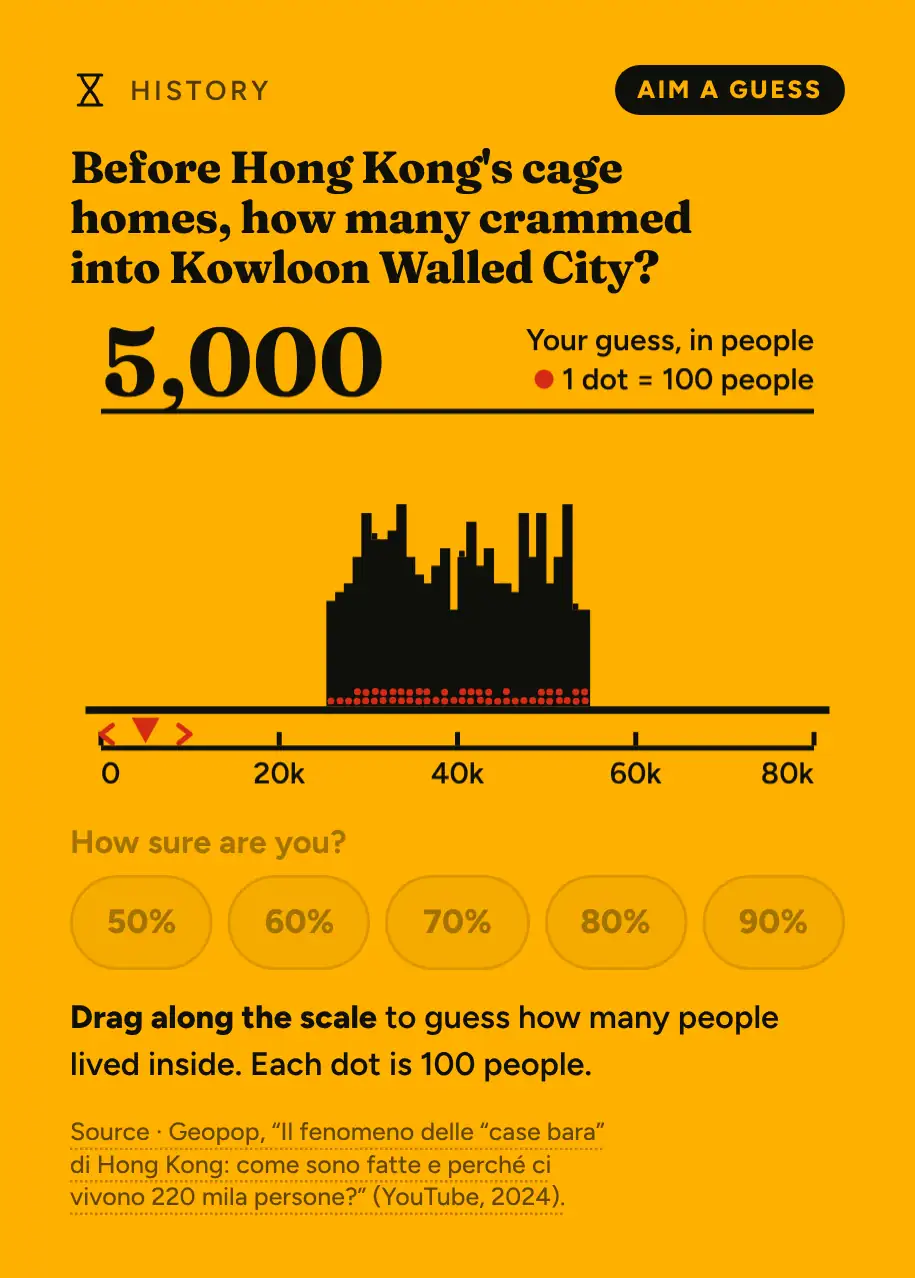 HISTORY
AIM A GUESS
Before Hong Kong's cage
homes, how many crammed
into Kowloon Walled City?
5,000
Your guess, in people
1 dot = 100 people
0 20k 40k 60k 80k
How sure are you?
50% 60% 70% 80% 90%
Drag along the scale to guess how many people
lived inside. Each dot is 100 people.
Source · Geopop, “Il fenomeno delle “case bara”
di Hong Kong: come sono fatte e perché ci
vivono 220 mila persone?” (YouTube, 2024).